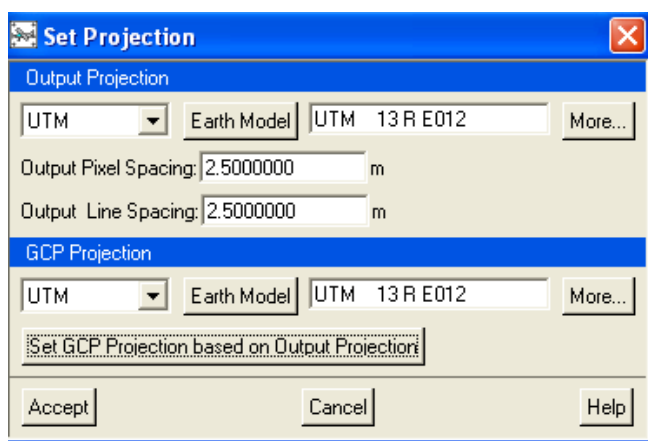 Set Projection
Output Projection
UTM Earth Model UTM 13 R E012 More...
Output Pixel Spacing: 2.5000000 m
Output Line Spacing: 2.5000000 m
GCP Projection
UTM Earth Model UTM 13 R E012 More...
Set GCP Projection based on Output Projection
Accept Cancel Help